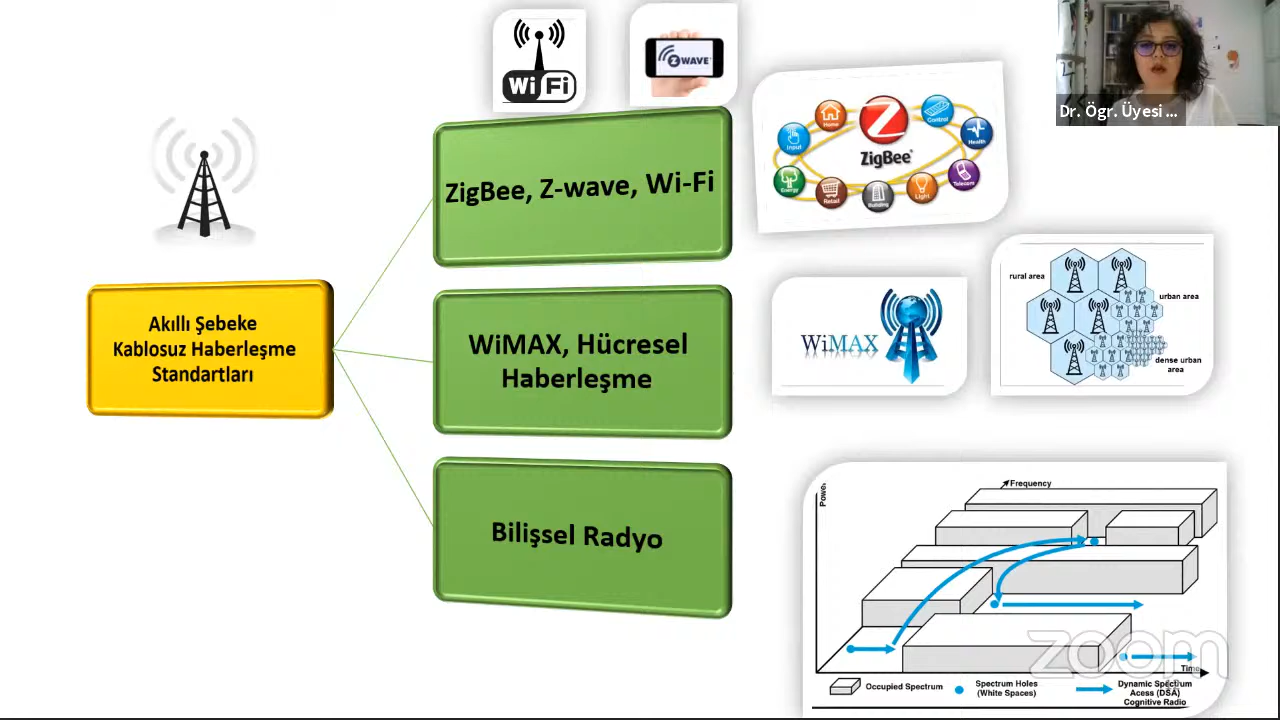 Wi Fi
Z WAVE
Dr. Öğr. Üyesi ...
ZigBee, Z-wave, Wi-Fi
Input
Home
Control
Health
Telecom
Light
Building
Retail
Energy
ZigBee®
Akıllı Şebeke
Kablosuz Haberleşme
Standartları
WiMAX, Hücresel
Haberleşme
WiMAX
rural area
urban area
dense urban
area
Bilişsel Radyo
Power
Frequency
Time
Occupied Spectrum
Spectrum Holes
(White Spaces)
Dynamic Spectrum
Acess (DSA)
Cognitive Radio
zoom